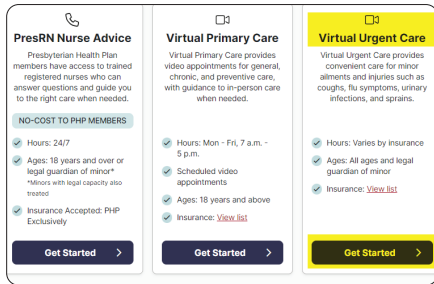 PresRN Nurse Advice
Presbyterian Health Plan
members have access to trained
registered nurses who can
answer questions and guide you
to the right care when needed.
NO-COST TO PHP MEMBERS
Hours: 24/7
Ages: 18 years and over or
legal guardian of minor*
*Minors with legal capacity also
treated
Insurance Accepted: PHP
Exclusively
Get Started
Virtual Primary Care
Virtual Primary Care provides
video appointments for general,
chronic, and preventive care,
with guidance to in-person care
when needed.
Hours: Mon - Fri, 7 a.m. -
5 p.m.
Scheduled video
appointments
Ages: 18 years and above
Insurance: View list
Get Started
Virtual Urgent Care
Virtual Urgent Care provides
convenient care for minor
ailments and injuries such as
coughs, flu symptoms, urinary
infections, and sprains.
Hours: Varies by insurance
Ages: All ages and legal
guardian of minor
Insurance: View list
Get Started